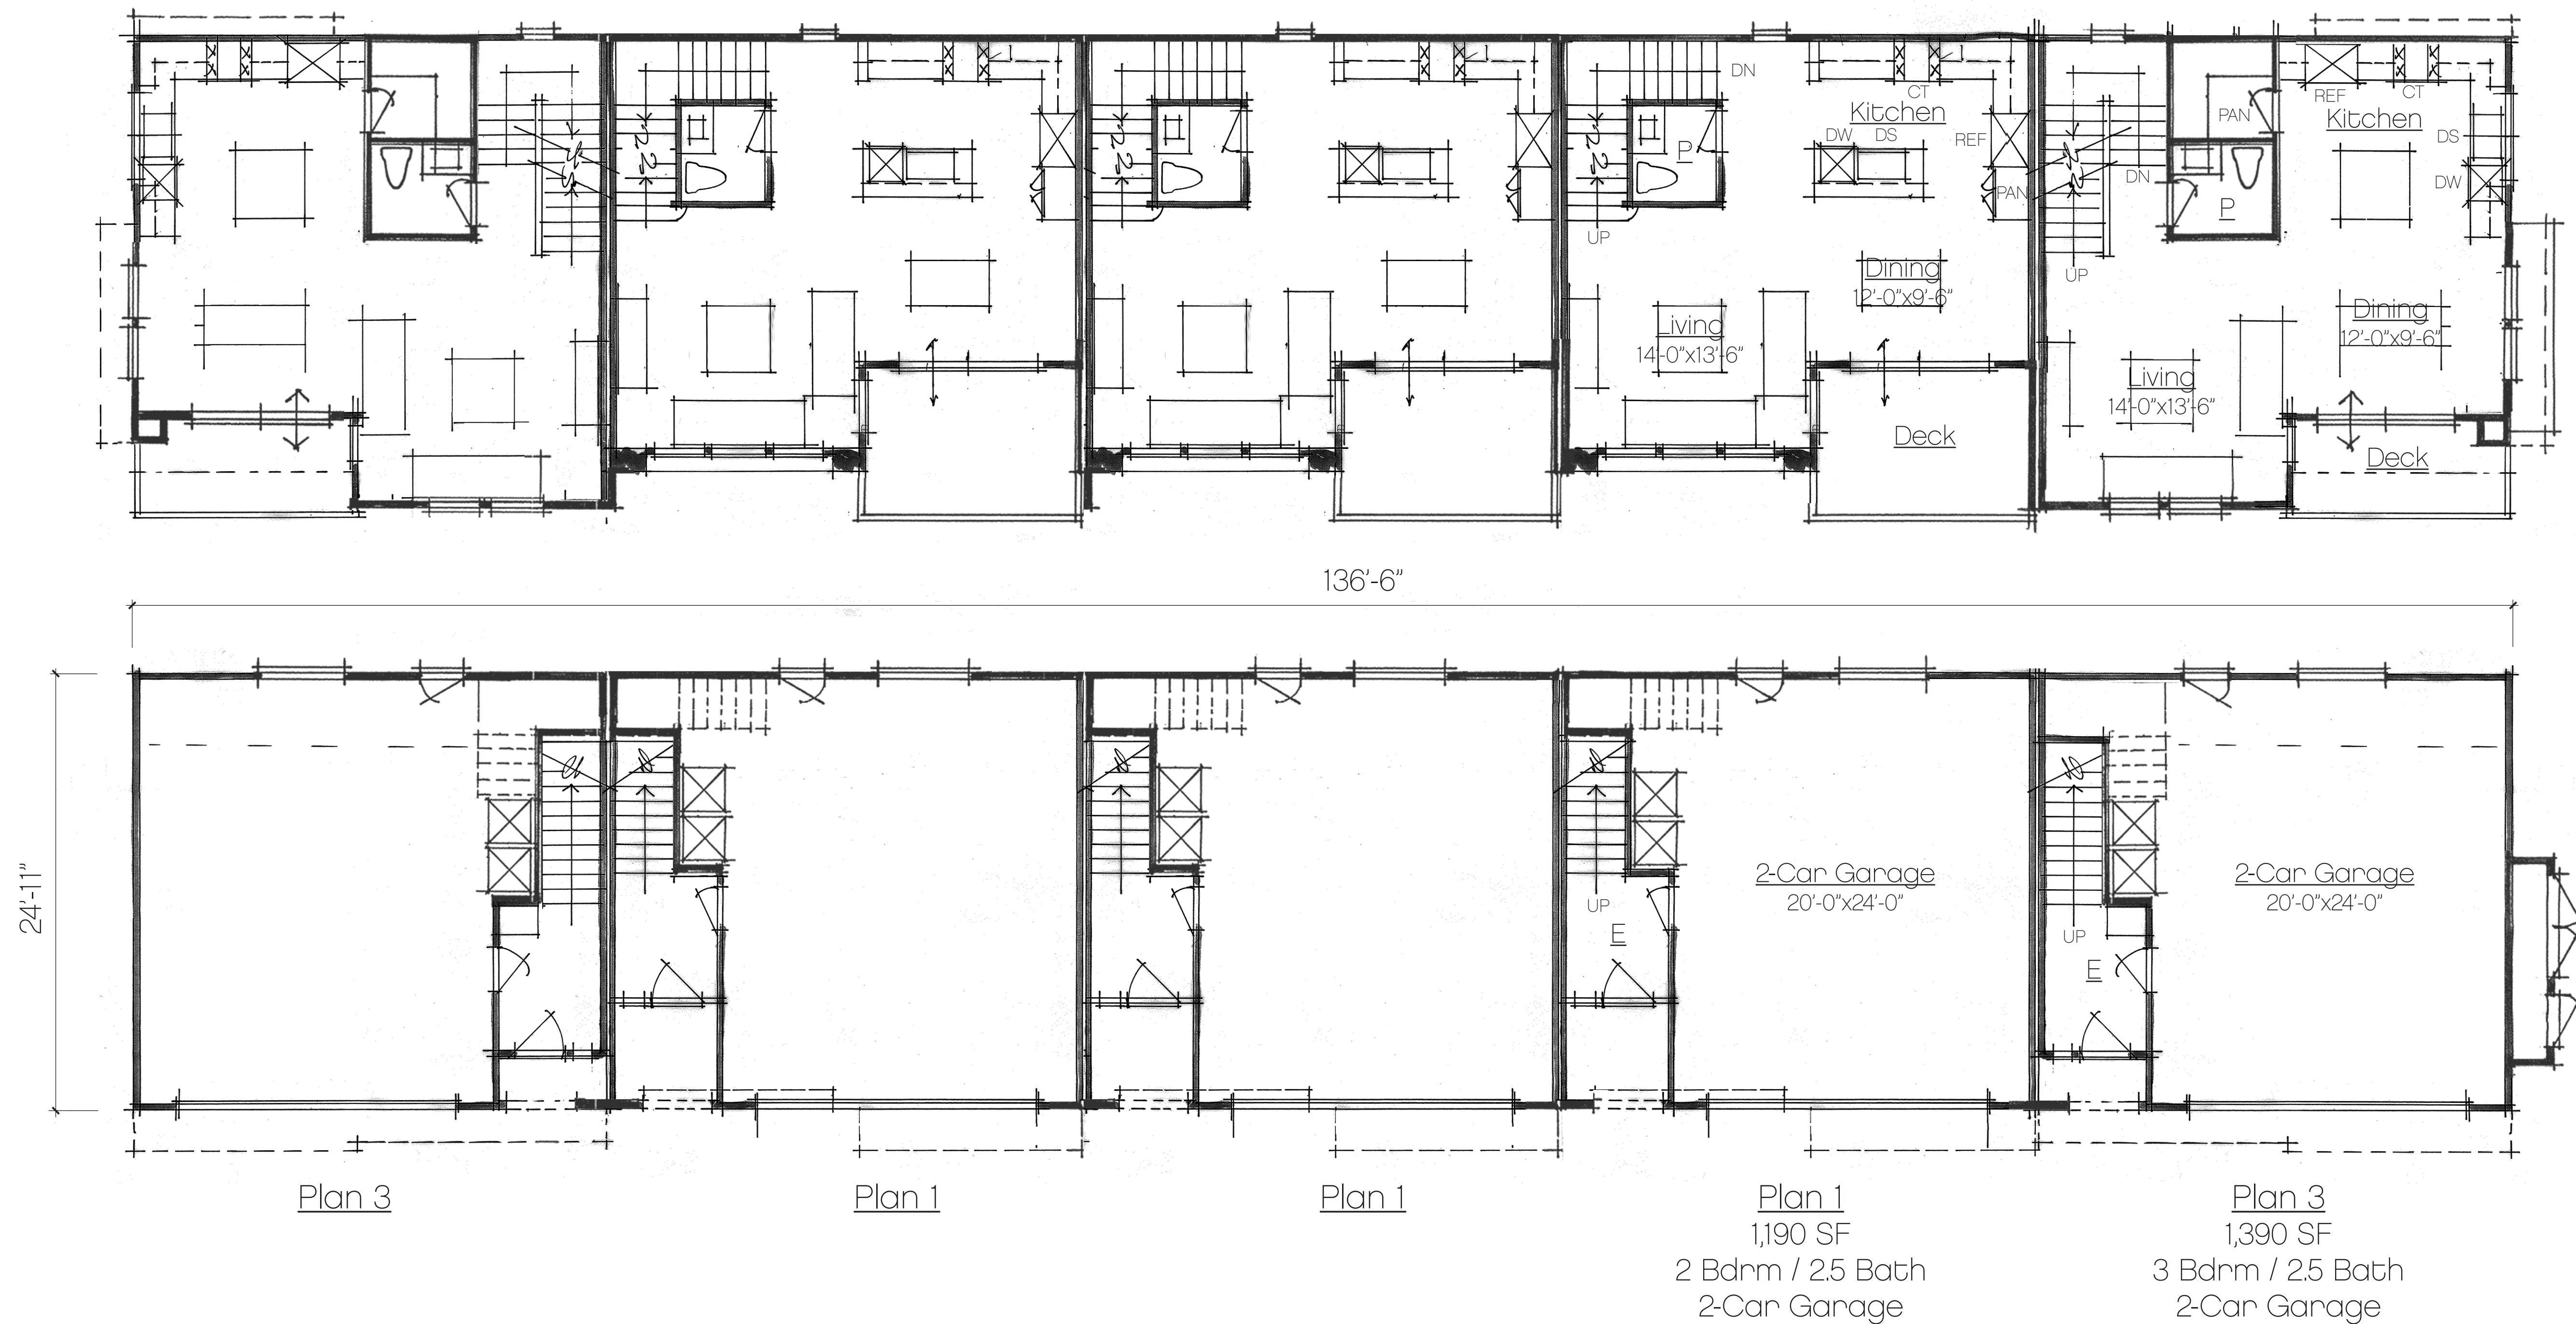 DN
CT
Kitchen
DW
DS
REF
P
PAN
UP
Dining
12'-0"x9'-6"
Living
14'-0"x13'-6"
Deck
REF
CT
PAN
Kitchen
DS
DW
DN
P
UP
Dining
12'-0"x9'-6"
Living
14'-0"x13'-6"
Deck
136'-6"
24'-11"
UP
E
2-Car Garage
20'-0"x24'-0"
UP
E
2-Car Garage
20'-0"x24'-0"
Plan 3
Plan 1
Plan 1
Plan 1
1,190 SF
2 Bdrm / 2.5 Bath
2-Car Garage
Plan 3
1,390 SF
3 Bdrm / 2.5 Bath
2-Car Garage